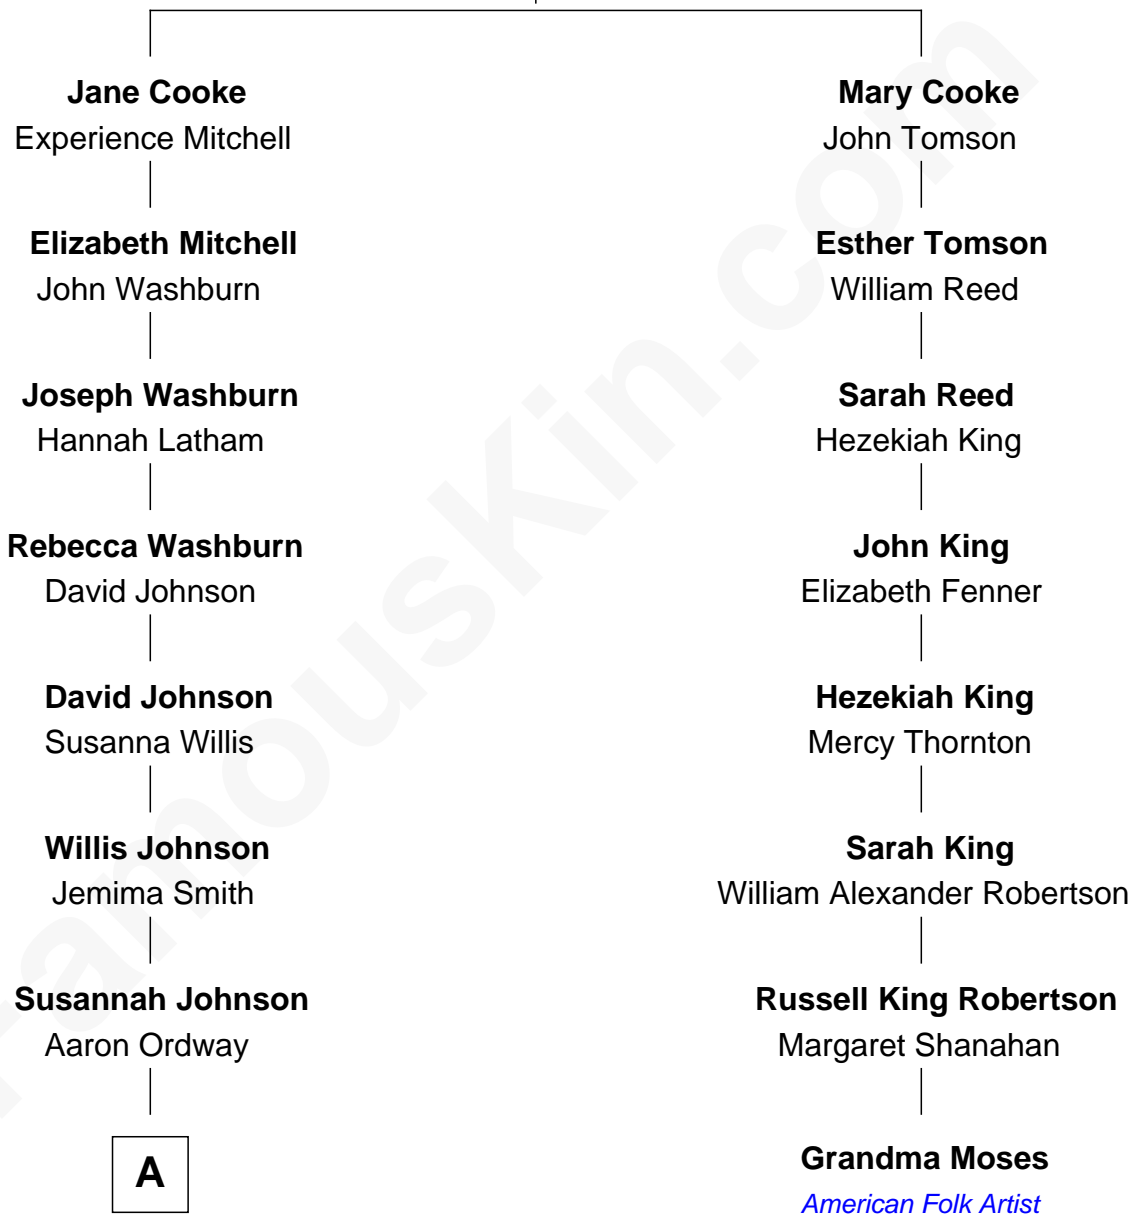 Jane Cooke
Experience Mitchell
Elizabeth Mitchell
John Washburn
Joseph Washburn
Hannah Latham
Rebecca Washburn
David Johnson
David Johnson
Susanna Willis
Willis Johnson
Jemima Smith
Susannah Johnson
Aaron Ordway
A
Mary Cooke
John Tomson
Esther Tomson
William Reed
Sarah Reed
Hezekiah King
John King
Elizabeth Fenner
Hezekiah King
Mercy Thornton
Sarah King
William Alexander Robertson
Russell King Robertson
Margaret Shanahan
Grandma Moses
American Folk Artist
FamousKin.com